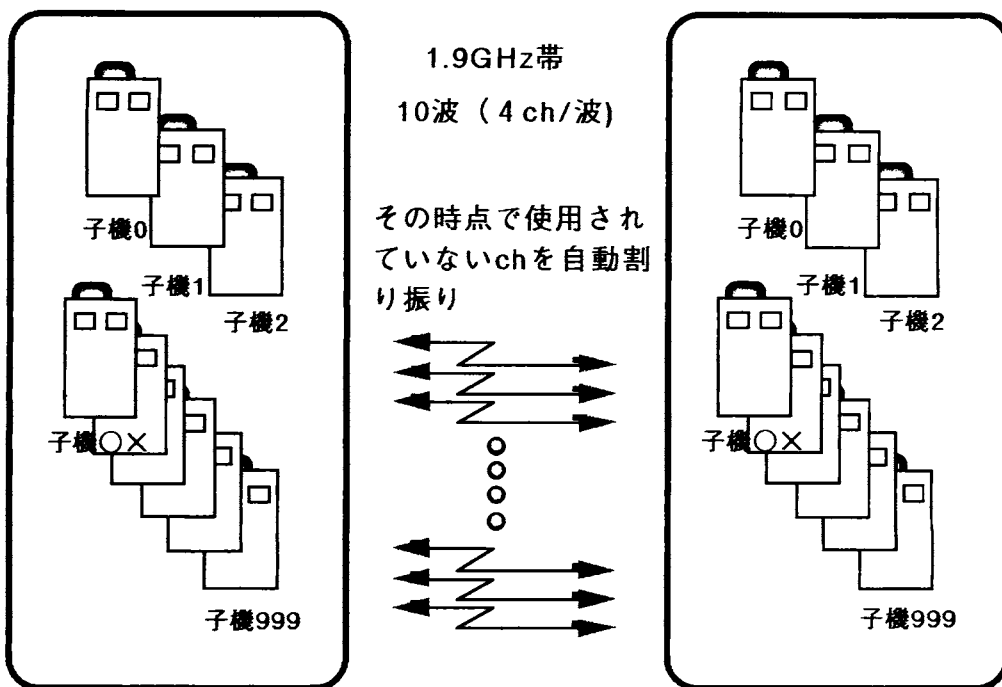 子機0
子機1
子機2
子機○×
子機999
1.9GHz帯
10波（4ch/波)
その時点で使用され
ていないchを自動割
り振り
子機0
子機1
子機2
子機○×
子機999